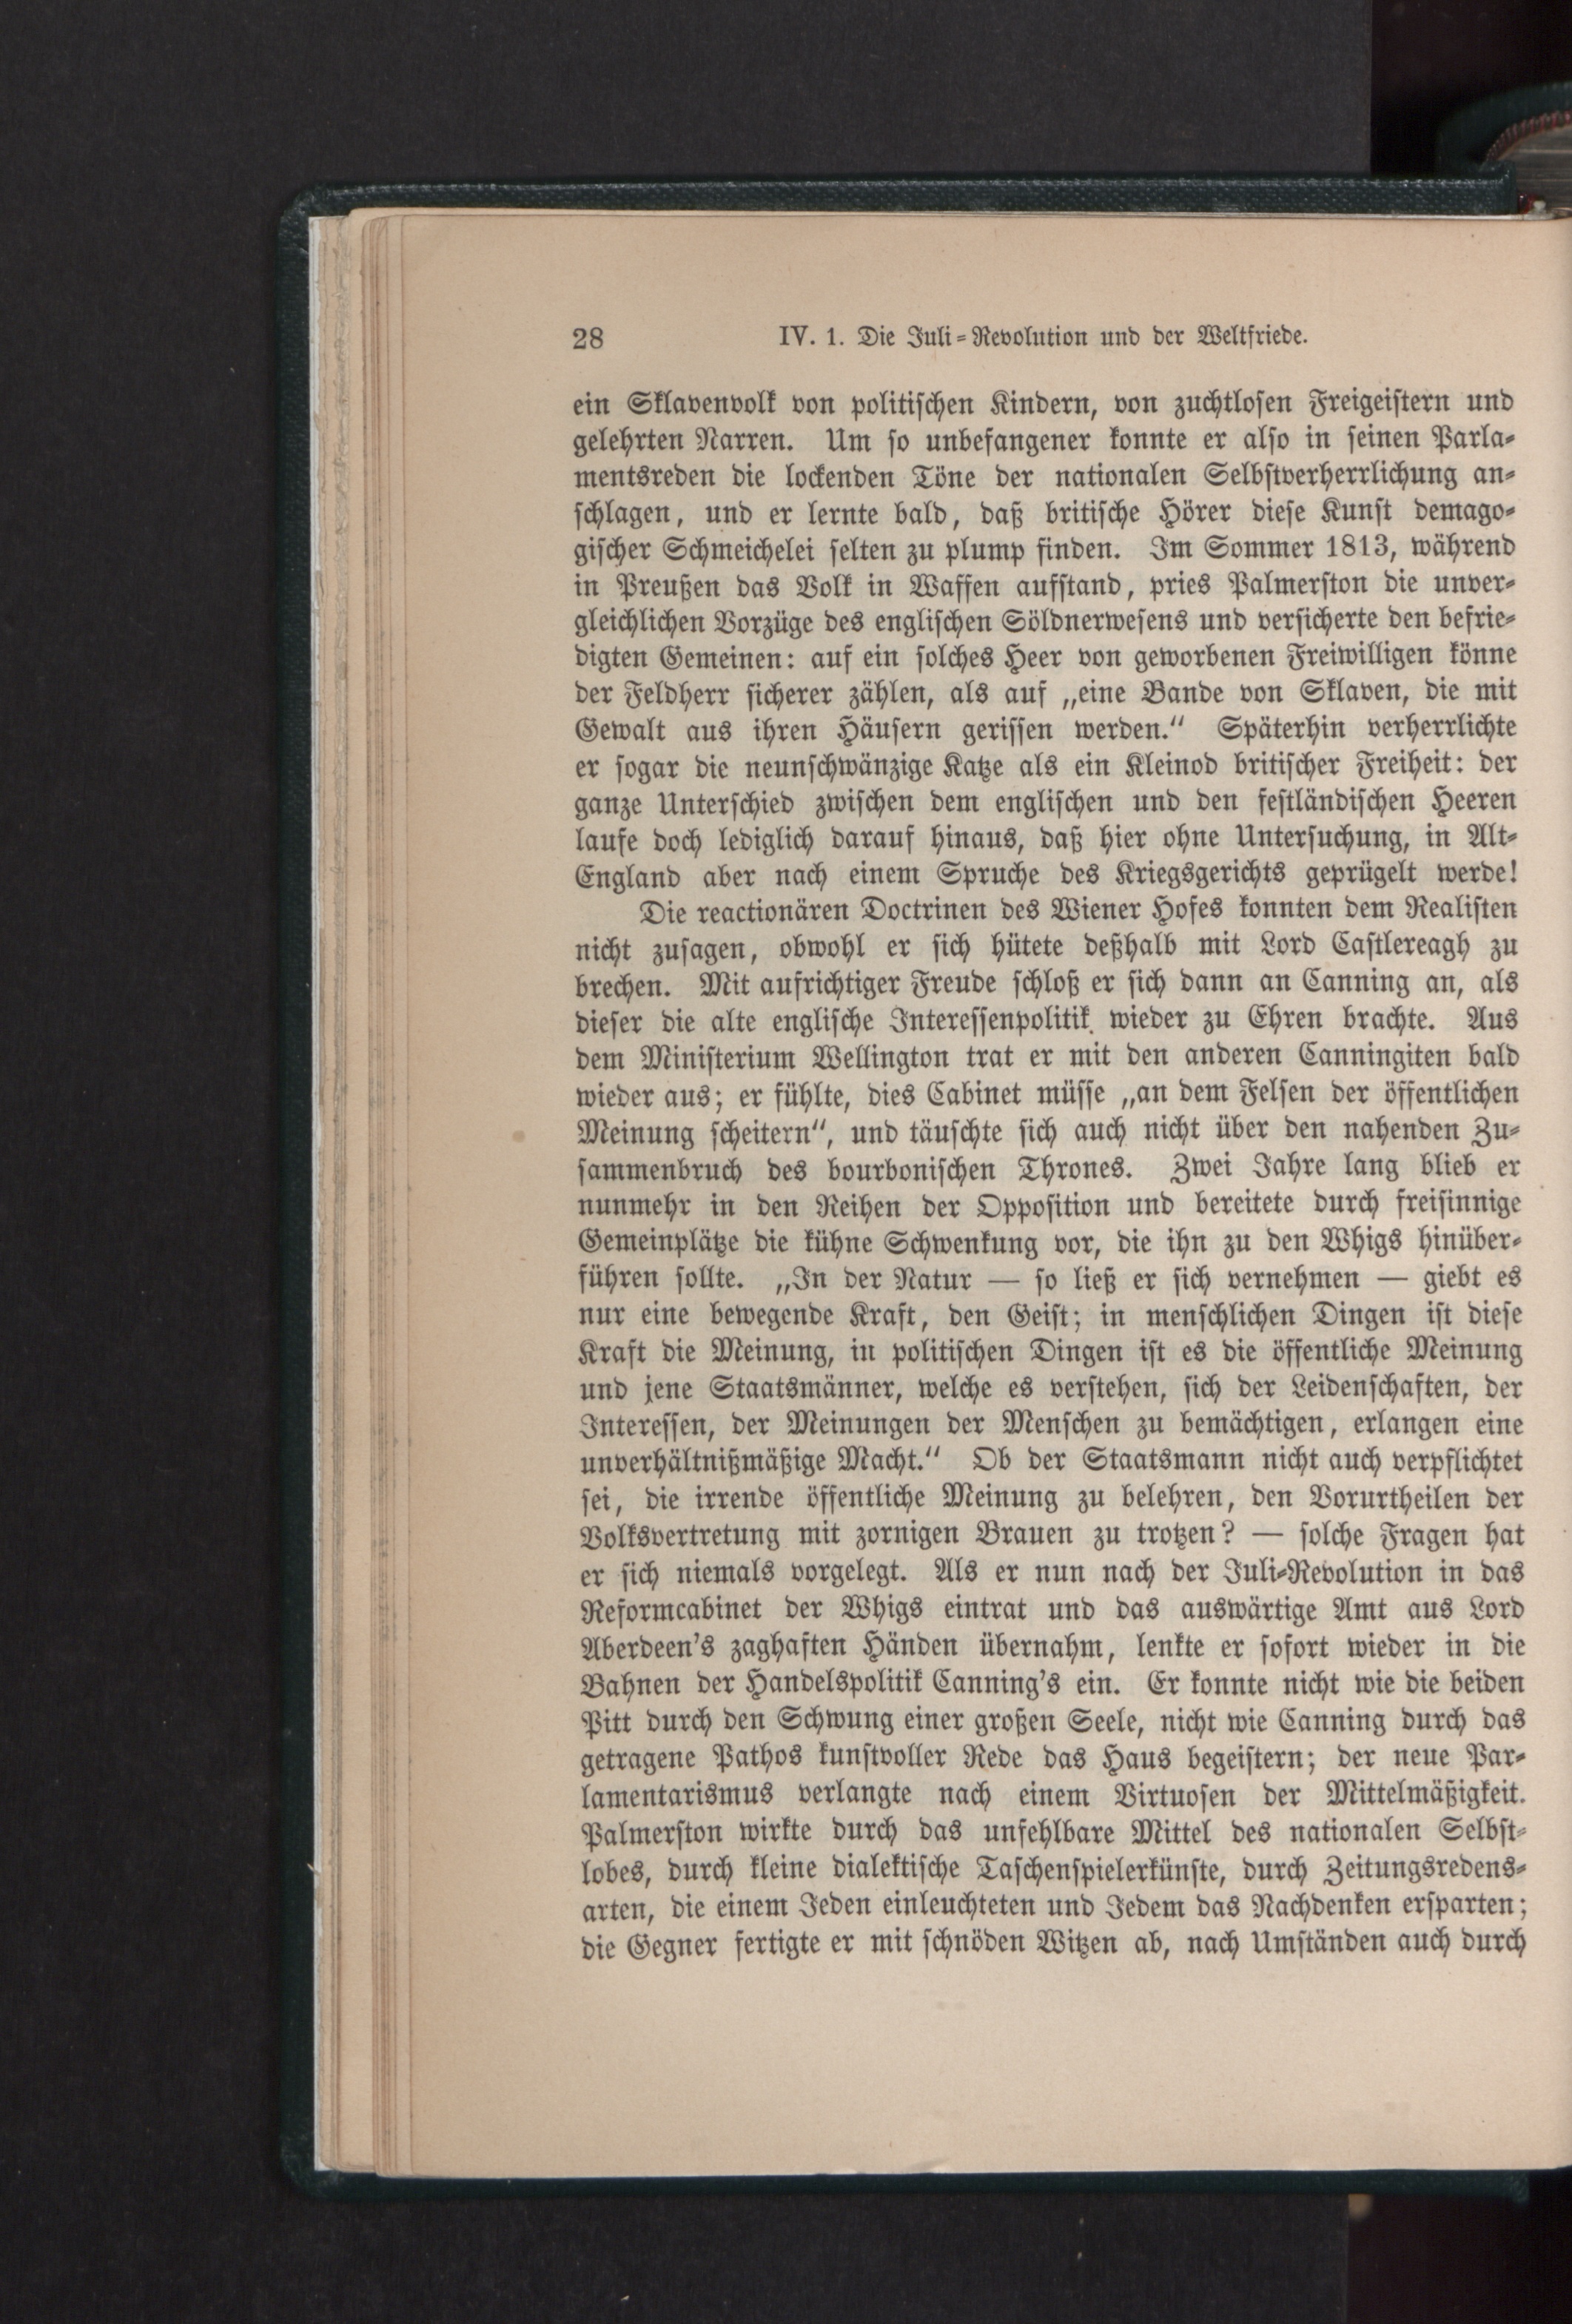 28 IV. 1. Die Juli-Revolution und der Weltfriede.
ein Sklavenvolk von politischen Kindern, von zuchtlosen Freigeistern und
gelehrten Narren. Um so unbefangener konnte er also in seinen Parla-
mentsreden die lockenden Töne der nationalen Selbstverherrlichung an-
schlagen, und er lernte bald, daß britische Hörer diese Kunst demago-
gischer Schmeichelei selten zu plump finden. Im Sommer 1813, während
in Preußen das Volk in Waffen aufstand, pries Palmerston die unver-
gleichlichen Vorzüge des englischen Söldnerwesens und versicherte den befrie-
digten Gemeinen: auf ein solches Heer von geworbenen Freiwilligen könne
der Feldherr sicherer zählen, als auf „eine Bande von Sklaven, die mit
Gewalt aus ihren Häusern gerissen werden.“ Späterhin verherrlichte
er sogar die neunschwänzige Katze als ein Kleinod britischer Freiheit: der
ganze Unterschied zwischen dem englischen und den festländischen Heeren
laufe doch lediglich darauf hinaus, daß hier ohne Untersuchung, in Alt-
England aber nach einem Spruche des Kriegsgerichts geprügelt werde!
Die reactionären Doctrinen des Wiener Hofes konnten dem Realisten
nicht zusagen, obwohl er sich hütete deßhalb mit Lord Castlereagh zu
brechen. Mit aufrichtiger Freude schloß er sich dann an Canning an, als
dieser die alte englische Interessenpolitik wieder zu Ehren brachte. Aus
dem Ministerium Wellington trat er mit den anderen Canningiten bald
wieder aus; er fühlte, dies Cabinet müsse „an dem Felsen der öffentlichen
Meinung scheitern“, und täuschte sich auch nicht über den nahenden Zu-
sammenbruch des bourbonischen Thrones. Zwei Jahre lang blieb er
nunmehr in den Reihen der Opposition und bereitete durch freisinnige
Gemeinplätze die kühne Schwenkung vor, die ihn zu den Whigs hinüber-
führen sollte. „In der Natur — so ließ er sich vernehmen — giebt es
nur eine bewegende Kraft, den Geist; in menschlichen Dingen ist diese
Kraft die Meinung, in politischen Dingen ist es die öffentliche Meinung
und jene Staatsmänner, welche es verstehen, sich der Leidenschaften, der
Interessen, der Meinungen der Menschen zu bemächtigen, erlangen eine
unverhältnißmäßige Macht.“ Ob der Staatsmann nicht auch verpflichtet
sei, die irrende öffentliche Meinung zu belehren, den Vorurtheilen der
Volksvertretung mit zornigen Brauen zu trotzen? — solche Fragen hat
er sich niemals vorgelegt. Als er nun nach der Juli-Revolution in das
Reformcabinet der Whigs eintrat und das auswärtige Amt aus Lord
Aberdeen's zaghaften Händen übernahm, lenkte er sofort wieder in die
Bahnen der Handelspolitik Canning's ein. Er konnte nicht wie die beiden
Pitt durch den Schwung einer großen Seele, nicht wie Canning durch das
getragene Pathos kunstvoller Rede das Haus begeistern; der neue Par-
lamentarismus verlangte nach einem Virtuosen der Mittelmäßigkeit.
Palmerston wirkte durch das unfehlbare Mittel des nationalen Selbst-
lobes, durch kleine dialektische Taschenspielerkünste, durch Zeitungsredens-
arten, die einem Jeden einleuchteten und Jedem das Nachdenken ersparten;
die Gegner fertigte er mit schnöden Witzen ab, nach Umständen auch durch